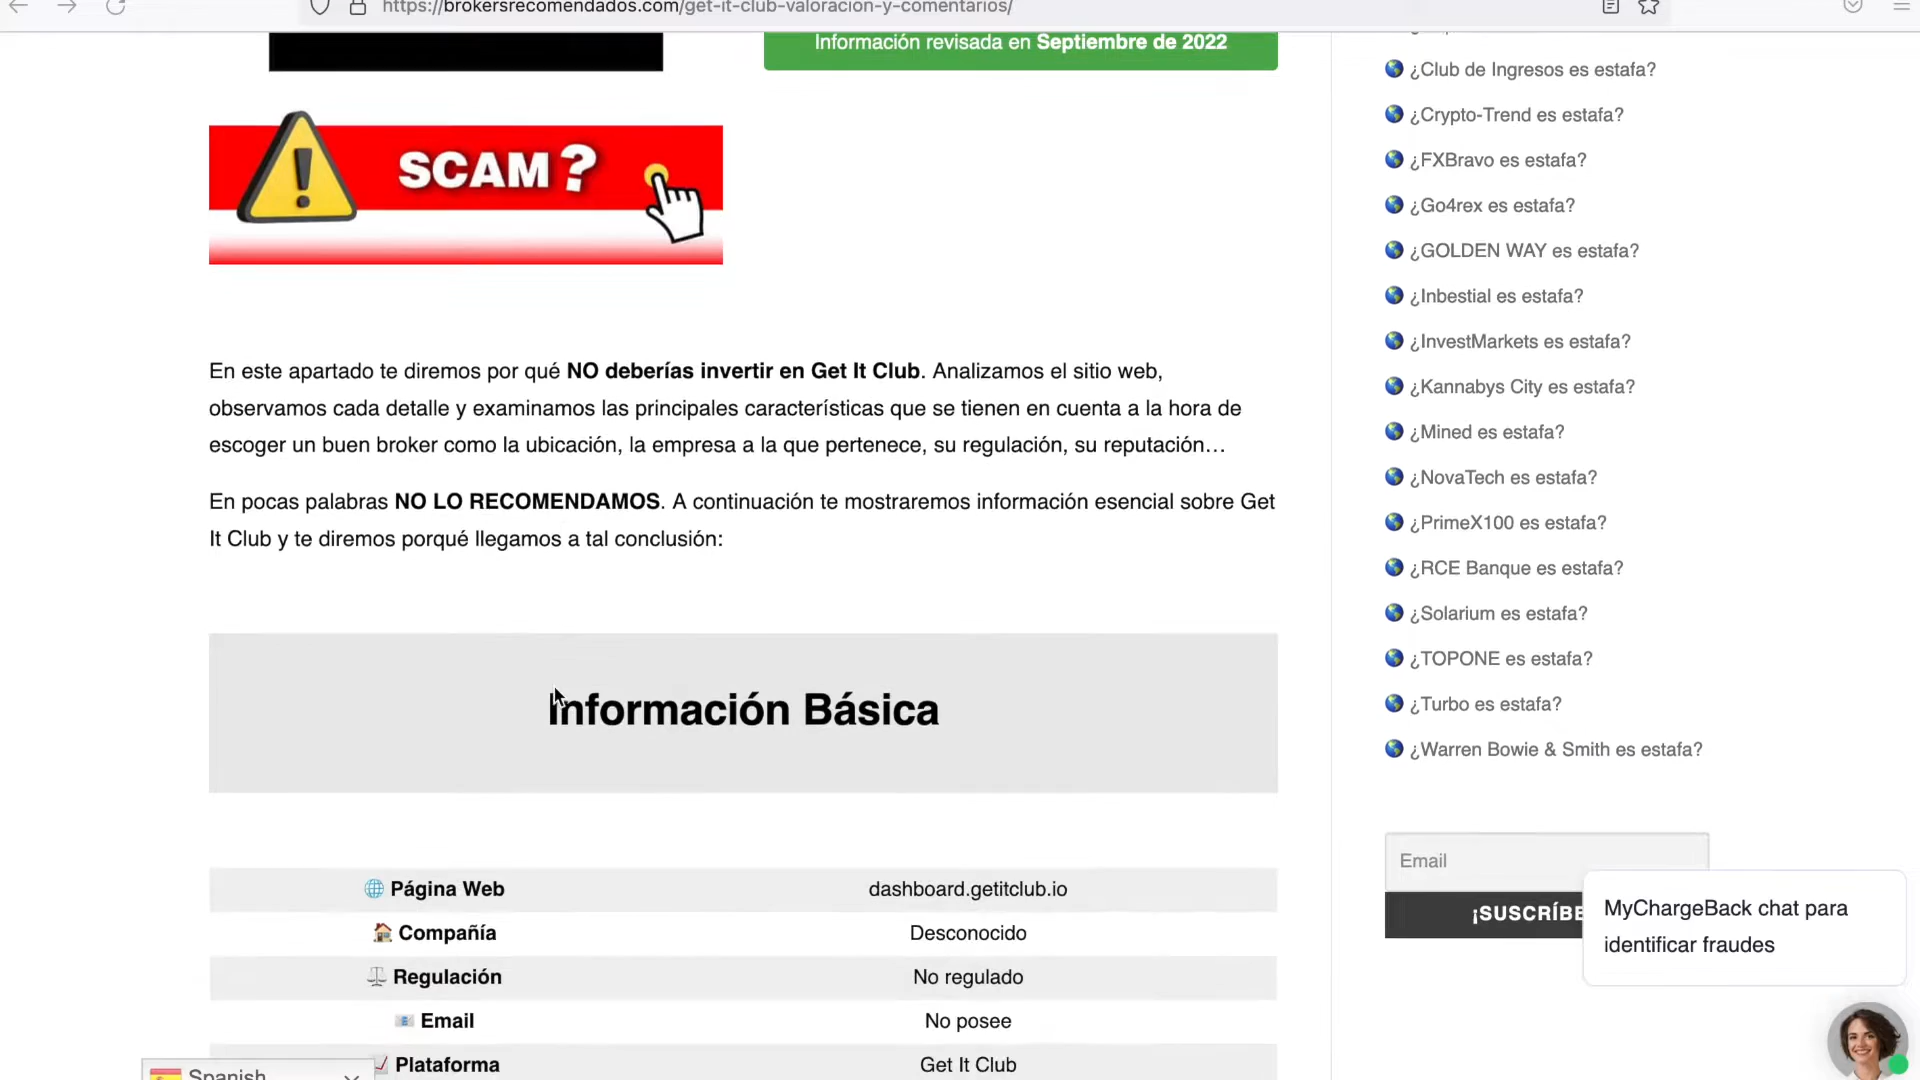 https://brokersrecomendados.com/get-it-club-valoracion-y-comentarios/
Información revisada en Septiembre de 2022
SCAM?
En este apartado te diremos por qué NO deberías invertir en Get It Club. Analizamos el sitio web,
observamos cada detalle y examinamos las principales características que se tienen en cuenta a la hora de
escoger un buen broker como la ubicación, la empresa a la que pertenece, su regulación, su reputación…
En pocas palabras NO LO RECOMENDAMOS. A continuación te mostraremos información esencial sobre Get
It Club y te diremos porqué llegamos a tal conclusión:
Información Básica
Página Web dashboard.getitclub.io
Compañía Desconocido
Regulación No regulado
Email No posee
Plataforma Get It Club
Spanish
¿Club de Ingresos es estafa?
¿Crypto-Trend es estafa?
¿FXBravo es estafa?
¿Go4rex es estafa?
¿GOLDEN WAY es estafa?
¿Inbestial es estafa?
¿InvestMarkets es estafa?
¿Kannabys City es estafa?
¿Mined es estafa?
¿NovaTech es estafa?
¿PrimeX100 es estafa?
¿RCE Banque es estafa?
¿Solarium es estafa?
¿TOPONE es estafa?
¿Turbo es estafa?
¿Warren Bowie & Smith es estafa?
Email
¡SUSCRÍBE
MyChargeBack chat para
identificar fraudes